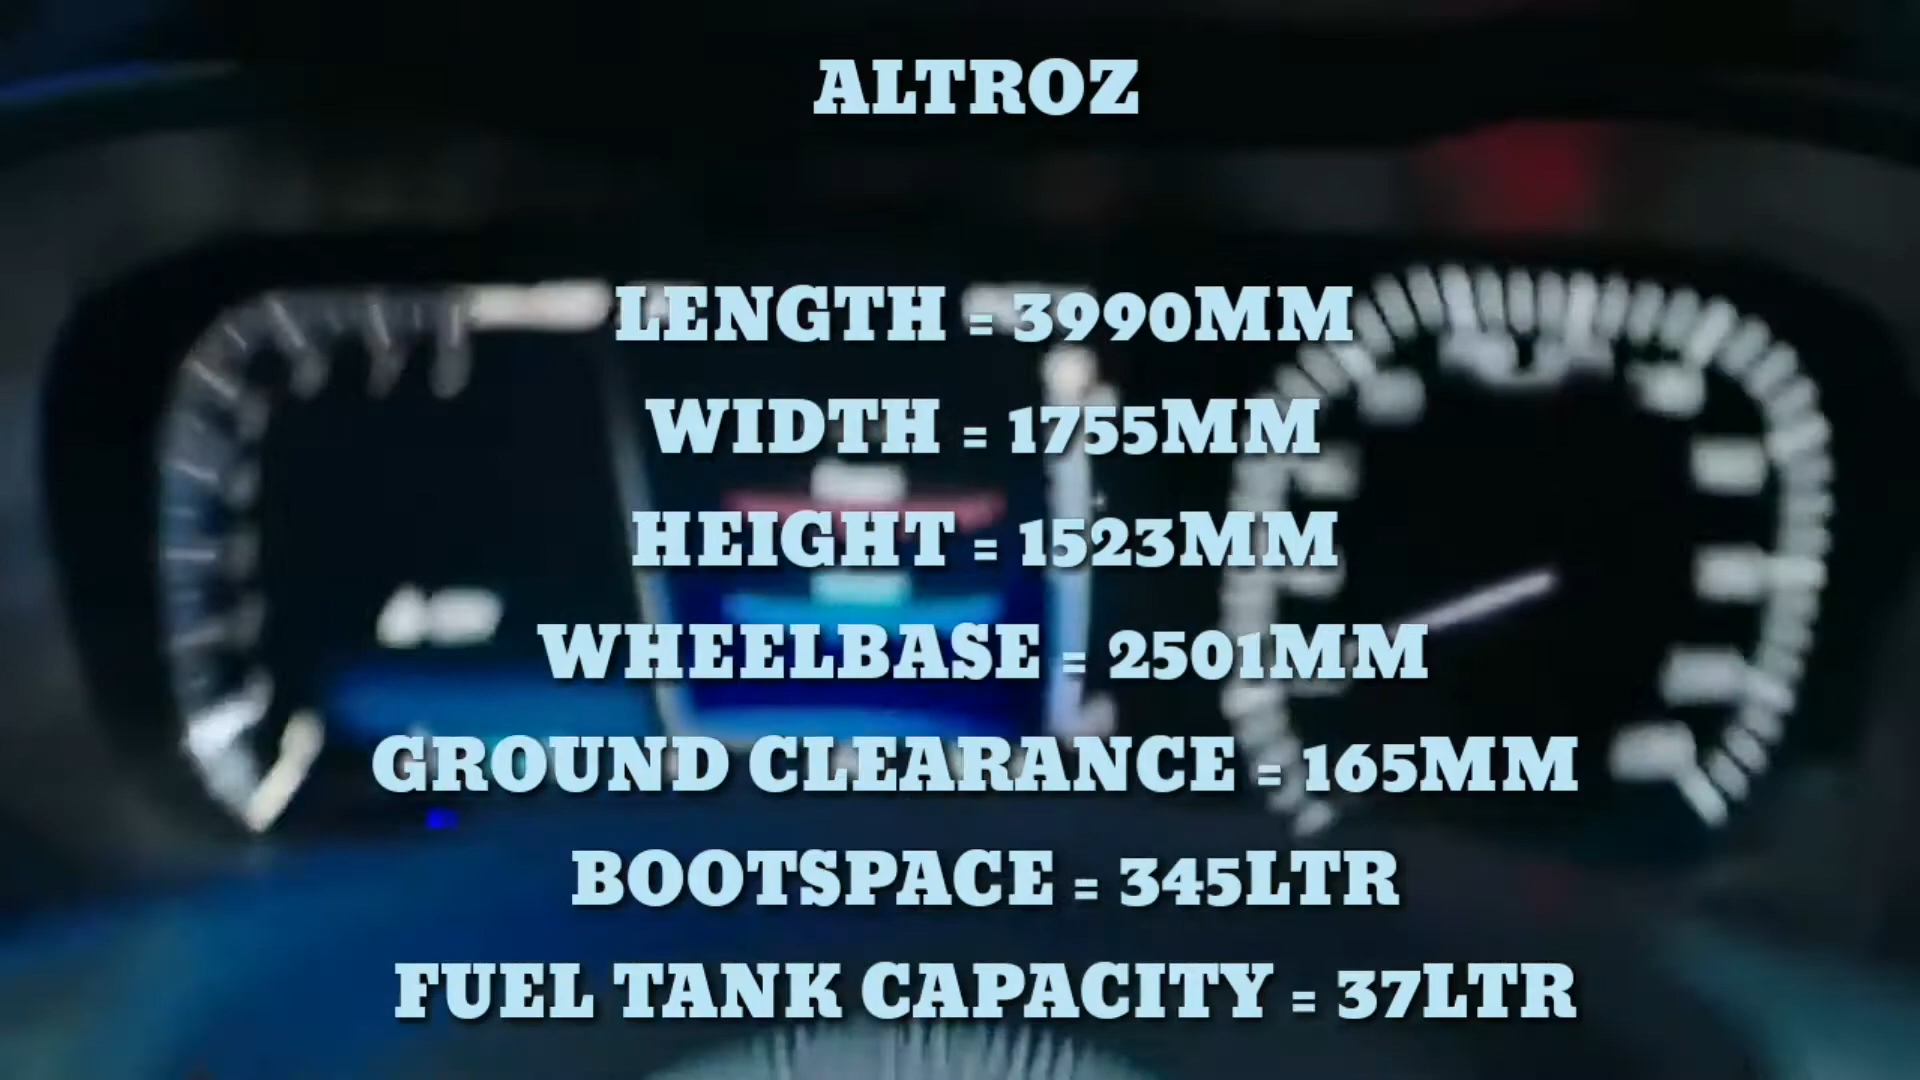 ALTROZ
LENGTH = 3990MM
WIDTH = 1755MM
HEIGHT = 1523MM
WHEELBASE = 2501MM
GROUND CLEARANCE = 165MM
BOOTSPACE = 345LTR
FUEL TANK CAPACITY = 37LTR